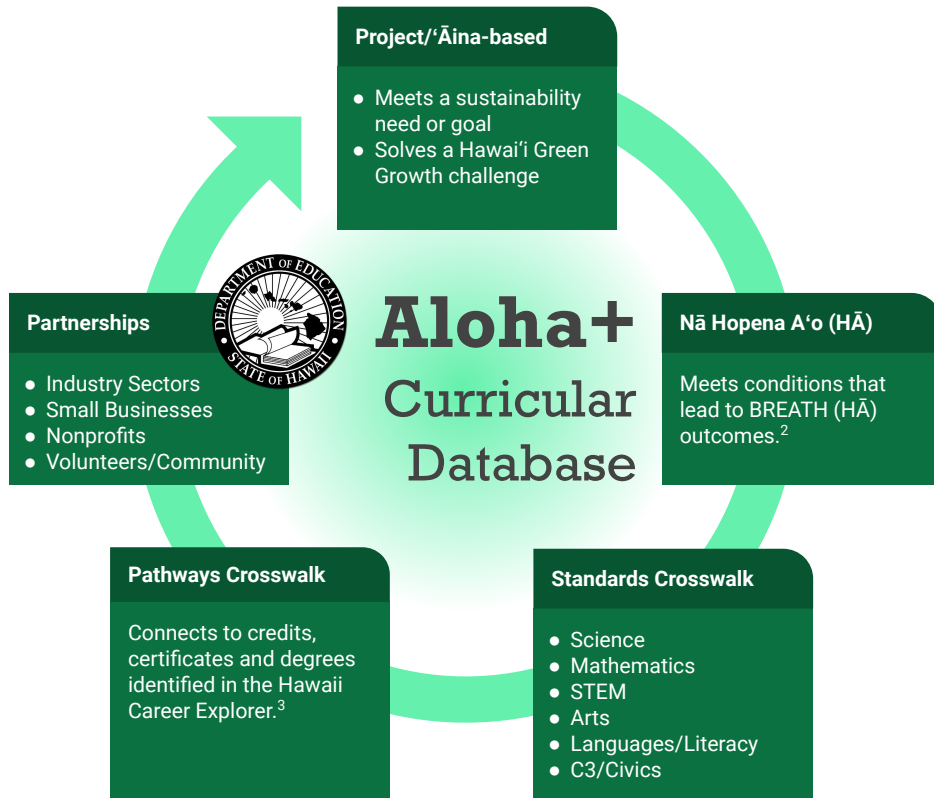 Project/ʻĀina-based
● Meets a sustainability
need or goal
● Solves a Hawaiʻi Green
Growth challenge
Nā Hopena Aʻo (HĀ)
Meets conditions that
lead to BREATH (HĀ)
outcomes.²
Standards Crosswalk
● Science
● Mathematics
● STEM
● Arts
● Languages/Literacy
● C3/Civics
Pathways Crosswalk
Connects to credits,
certificates and degrees
identified in the Hawaii
Career Explorer.³
Partnerships
● Industry Sectors
● Small Businesses
● Nonprofits
● Volunteers/Community
DEPARTMENT OF EDUCATION
STATE OF HAWAII
Aloha+
Curricular
Database